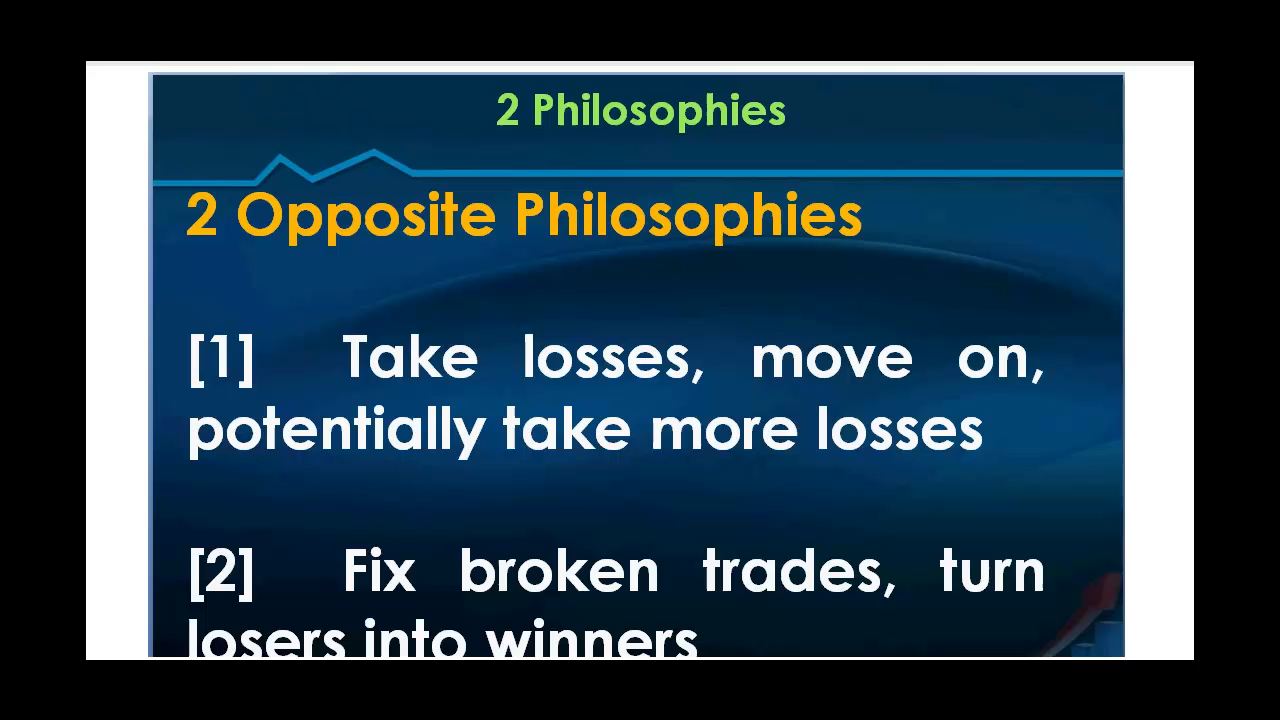 2 Philosophies
2 Opposite Philosophies
[1] Take losses, move on,
potentially take more losses
[2] Fix broken trades, turn
losers into winners